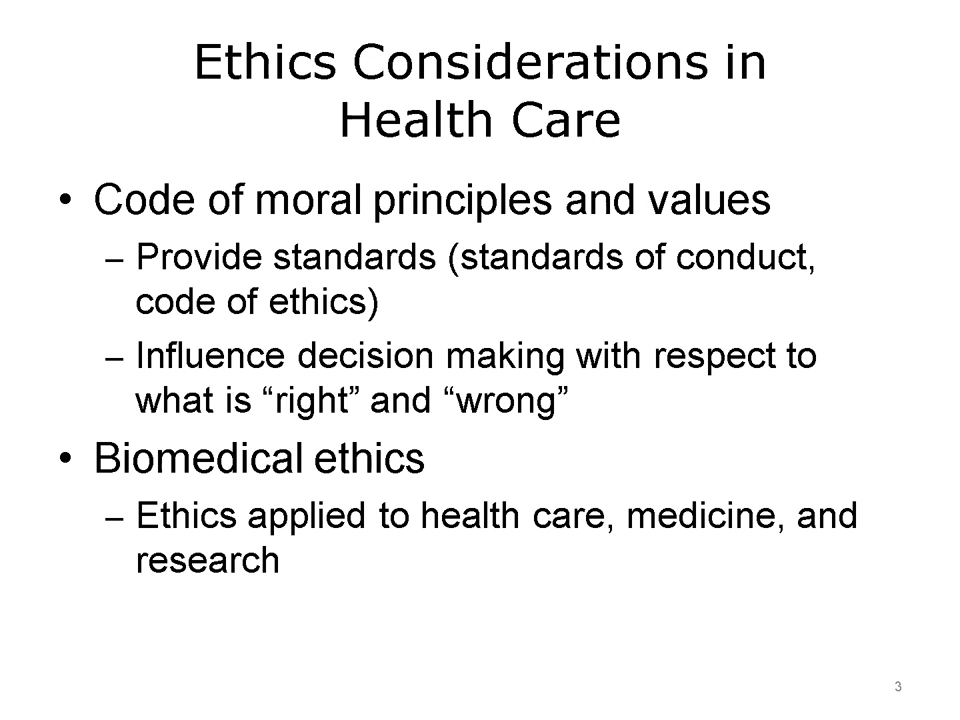 Ethics Considerations in
Health Care
• Code of moral principles and values
– Provide standards (standards of conduct,
code of ethics)
– Influence decision making with respect to
what is “right” and “wrong”
• Biomedical ethics
– Ethics applied to health care, medicine, and
research
3